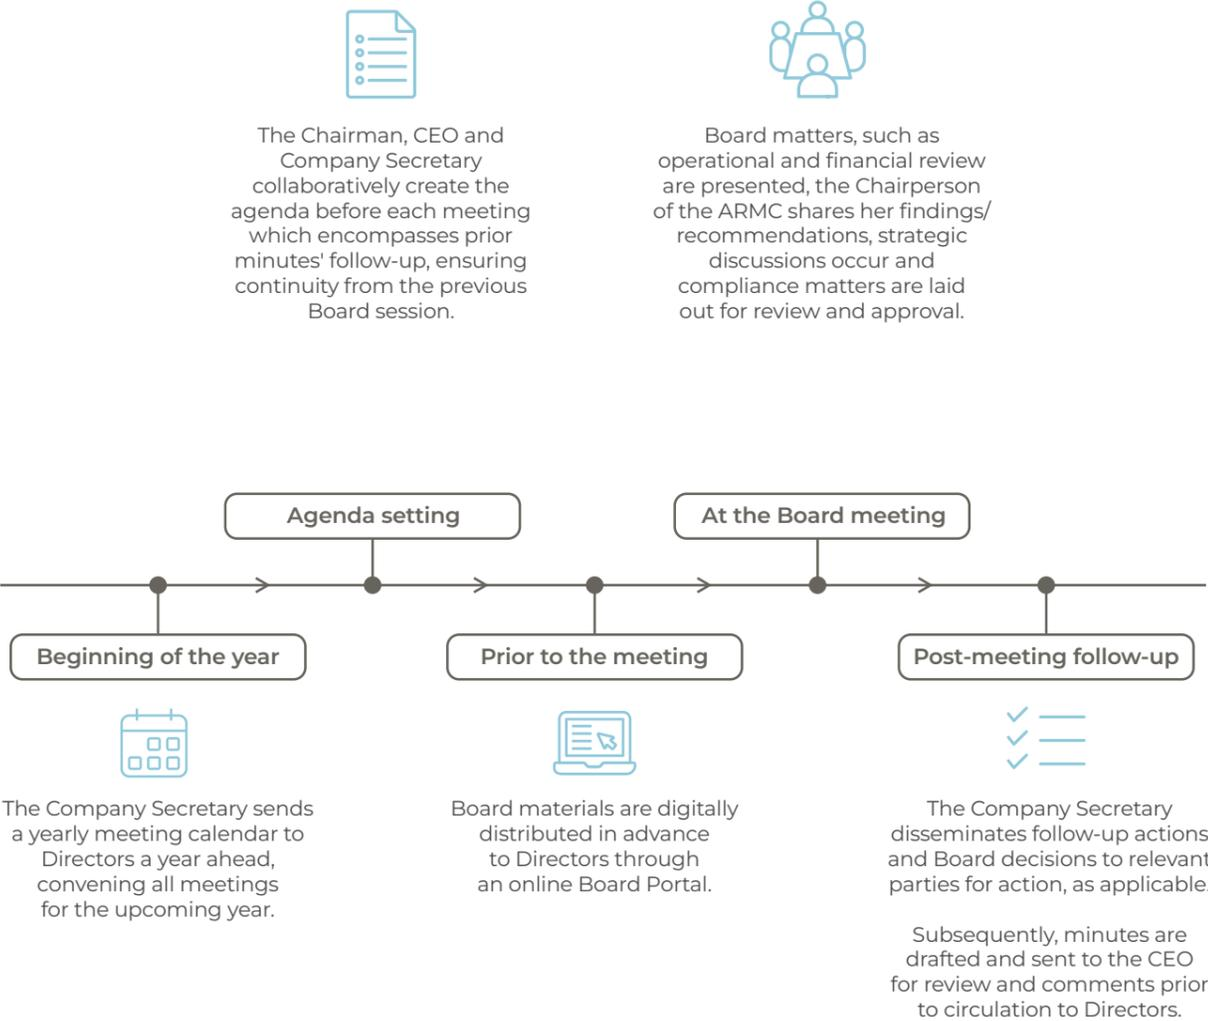 The Chairman, CEO and
Company Secretary
collaboratively create the
agenda before each meeting
which encompasses prior
minutes' follow-up, ensuring
continuity from the previous
Board session.
Board matters, such as
operational and financial review
are presented, the Chairperson
of the ARMC shares her findings/
recommendations, strategic
discussions occur and
compliance matters are laid
out for review and approval.
Agenda setting
At the Board meeting
Beginning of the year
Prior to the meeting
Post-meeting follow-up
The Company Secretary sends
a yearly meeting calendar to
Directors a year ahead,
convening all meetings
for the upcoming year.
Board materials are digitally
distributed in advance
to Directors through
an online Board Portal.
The Company Secretary
disseminates follow-up actions
and Board decisions to relevant
parties for action, as applicable.
Subsequently, minutes are
drafted and sent to the CEO
for review and comments prior
to circulation to Directors.